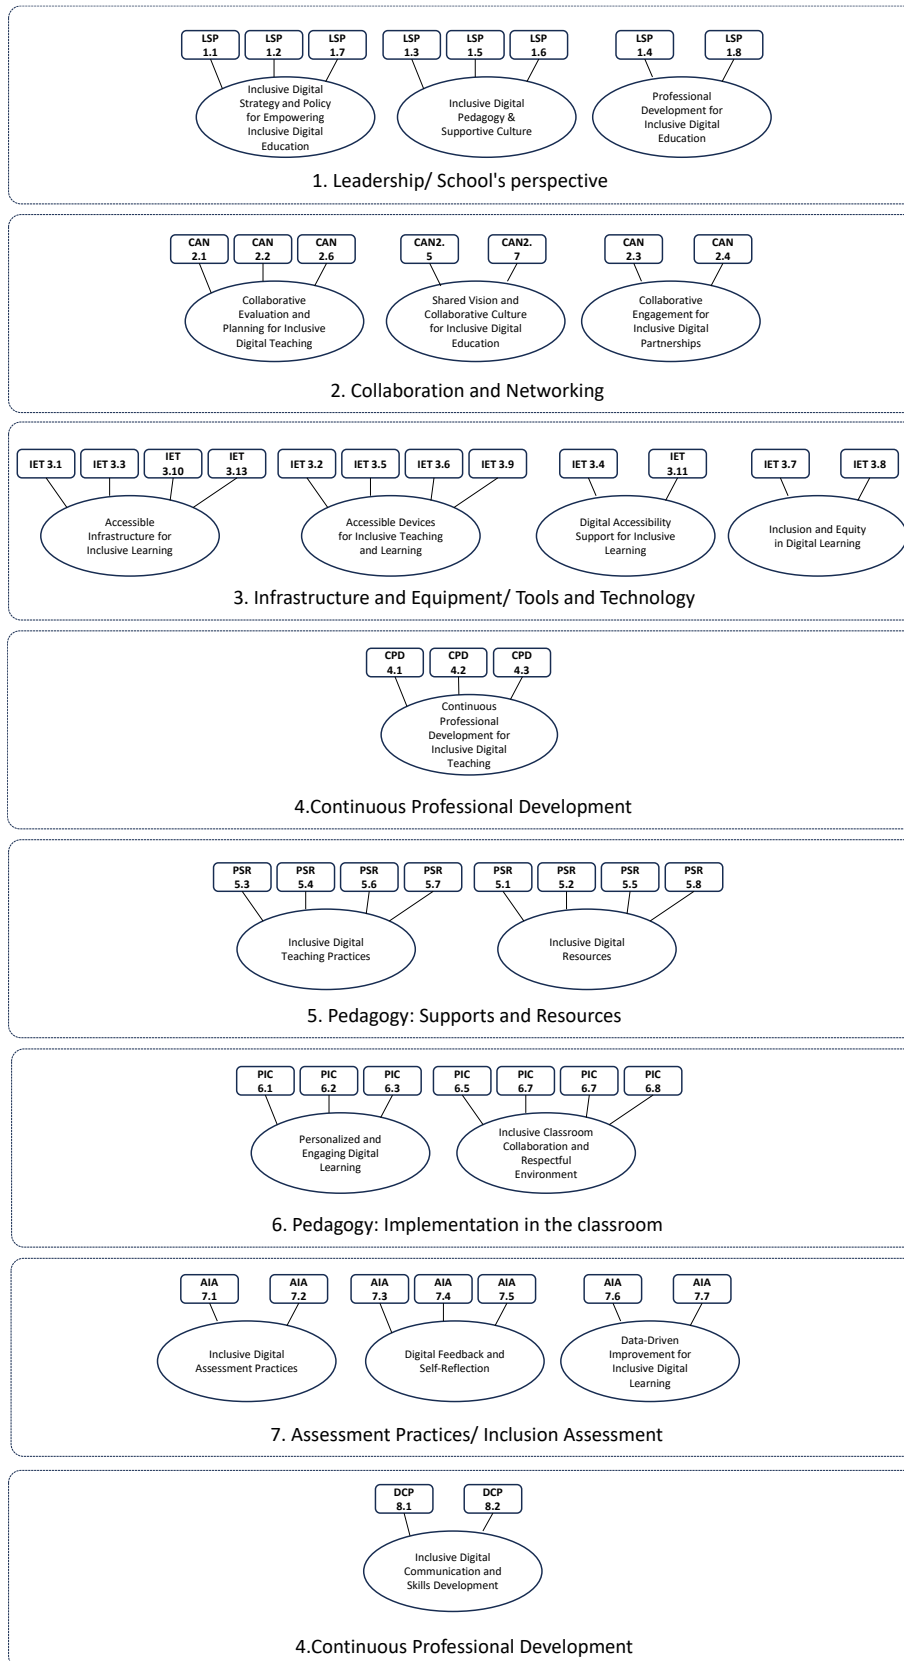 LSP
1.1
LSP
1.2
LSP
1.7
LSP
1.3
LSP
1.5
LSP
1.6
LSP
1.4
LSP
1.8
Inclusive Digital
Strategy and Policy
for Empowering
Inclusive Digital
Education
Inclusive Digital
Pedagogy &
Supportive Culture
Professional
Development for
Inclusive Digital
Education
1. Leadership/ School's perspective
CAN
2.1
CAN
2.2
CAN
2.6
CAN2.
5
CAN2.
7
CAN
2.3
CAN
2.4
Collaborative
Evaluation and
Planning for Inclusive
Digital Teaching
Shared Vision and
Collaborative Culture
for Inclusive Digital
Education
Collaborative
Engagement for
Inclusive Digital
Partnerships
2. Collaboration and Networking
IET 3.1
IET 3.3
IET
3.10
IET
3.13
IET 3.2
IET 3.5
IET 3.6
IET 3.9
IET 3.4
IET
3.11
IET 3.7
IET 3.8
Accessible
Infrastructure for
Inclusive Learning
Accessible Devices
for Inclusive Teaching
and Learning
Digital Accessibility
Support for Inclusive
Learning
Inclusion and Equity
in Digital Learning
3. Infrastructure and Equipment/ Tools and Technology
CPD
4.1
CPD
4.2
CPD
4.3
Continuous
Professional
Development for
Inclusive Digital
Teaching
4.Continuous Professional Development
PSR
5.3
PSR
5.4
PSR
5.6
PSR
5.7
PSR
5.1
PSR
5.2
PSR
5.5
PSR
5.8
Inclusive Digital
Teaching Practices
Inclusive Digital
Resources
5. Pedagogy: Supports and Resources
PIC
6.1
PIC
6.2
PIC
6.3
PIC
6.5
PIC
6.7
PIC
6.7
PIC
6.8
Personalized and
Engaging Digital
Learning
Inclusive Classroom
Collaboration and
Respectful
Environment
6. Pedagogy: Implementation in the classroom
AIA
7.1
AIA
7.2
AIA
7.3
AIA
7.4
AIA
7.5
AIA
7.6
AIA
7.7
Inclusive Digital
Assessment Practices
Digital Feedback and
Self-Reflection
Data-Driven
Improvement for
Inclusive Digital
Learning
7. Assessment Practices/ Inclusion Assessment
DCP
8.1
DCP
8.2
Inclusive Digital
Communication and
Skills Development
4.Continuous Professional Development